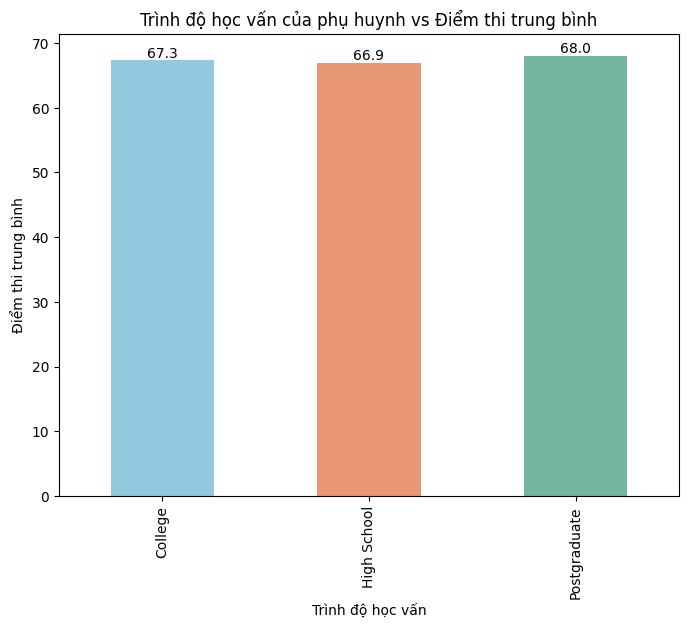 Trình độ học vấn của phụ huynh vs Điểm thi trung bình
Điểm thi trung bình
70
60
50
40
30
20
10
0
67.3
66.9
68.0
College
High School
Postgraduate
Trình độ học vấn